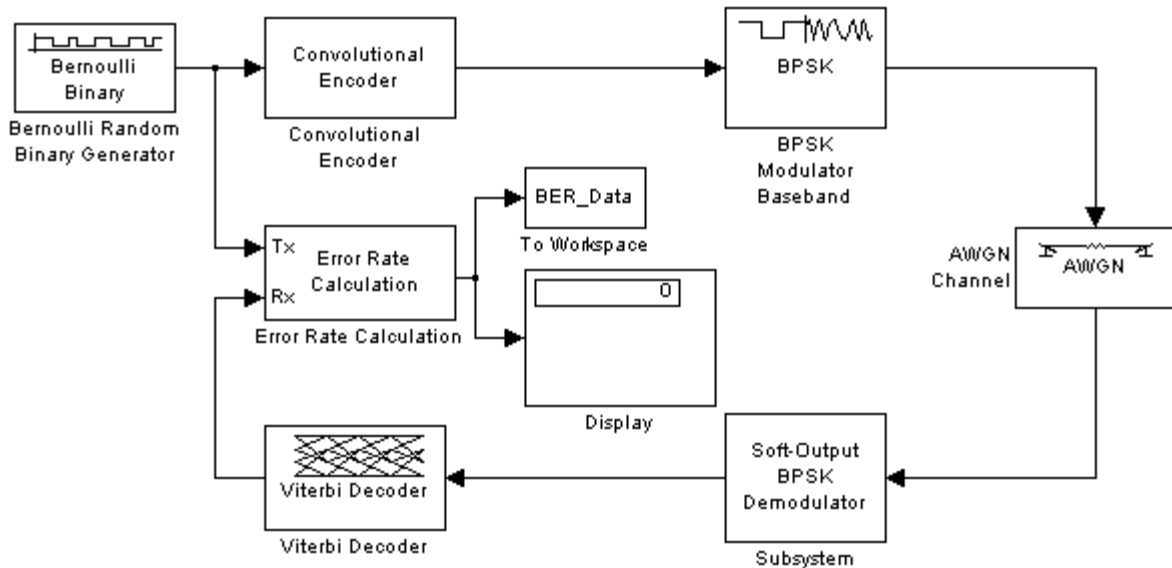 Bernoulli
Binary
Bernoulli Random
Binary Generator
Convolutional
Encoder
Convolutional
Encoder
BPSK
BPSK
Modulator
Baseband
AWGN
Channel
AWGN
Tx
Rx
Error Rate
Calculation
Error Rate Calculation
BER_Data
To Workspace
0
Display
Viterbi Decoder
Viterbi Decoder
Soft-Output
BPSK
Demodulator
Subsystem